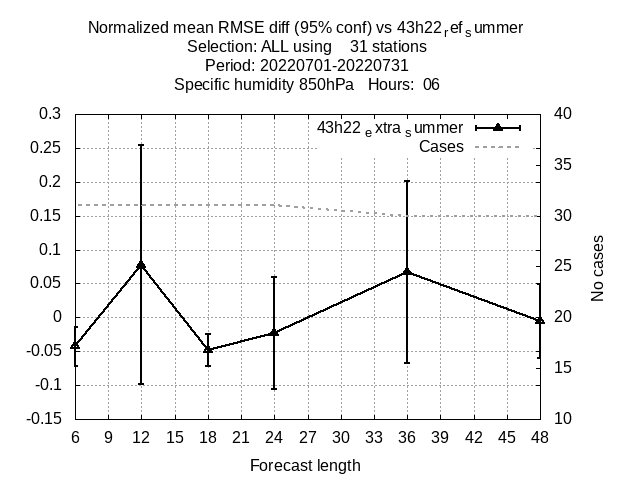 Normalized mean RMSE diff (95% conf) vs 43h22refsummer
Selection: ALL using    31 stations
Period: 20220701-20220731
Specific humidity 850hPa   Hours:  06
43h22extrasummer
Cases
0.3
0.25
0.2
0.15
0.1
0.05
0
-0.05
-0.1
-0.15
40
35
30
25
20
15
10
No cases
6 9 12 15 18 21 24 27 30 33 36 39 42 45 48
Forecast length